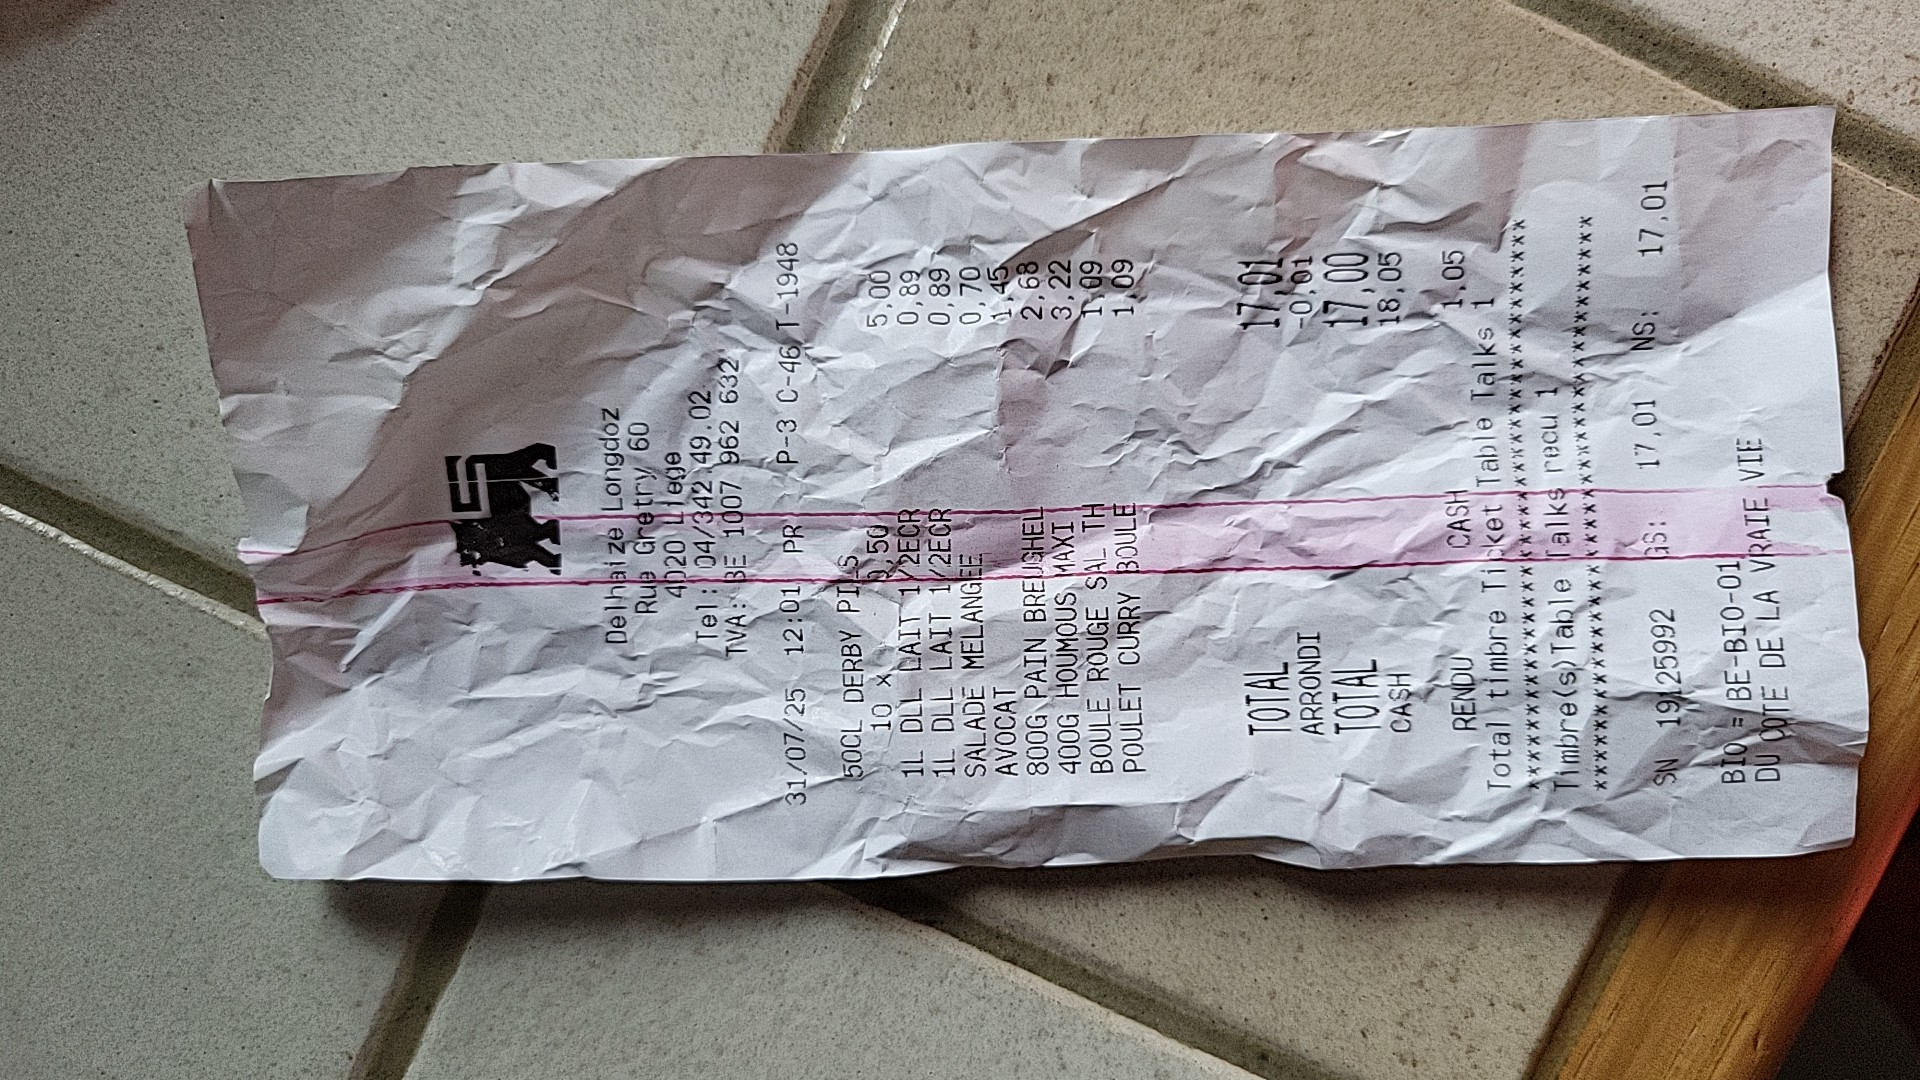 Delhaize Longdoz
Rue Gretry 60
4020 Liege
Tel: 04/342.49.02
TVA: BE 1007 962 632
31/07/25 12:01 PR P-3 C-46 T-1948
50CL DERBY PILS
10 x 0,50 5,00
1L DLL LAIT 1/2ECR 0,89
1L DLL LAIT 1/2ECR 0,89
SALADE MELANGEE 0,70
AVOCAT 1,45
800G PAIN BREUGHEL 2,68
400G HOUMOUS MAXI 3,22
BOULE ROUGE SAL TH 1,09
POULET CURRY BOULE 1,09
TOTAL 17,01
ARRONDI -0,01
TOTAL 17,00
CASH 18,05
RENDU CASH 1,05
Total timbre Ticket Table Talks 1
******************************************
Timbre(s)Table Talks recu 1
******************************************
SN 19125992 GS: 17,01 NS: 17,01
BIO = BE-BIO-01
DU COTE DE LA VRAIE VIE